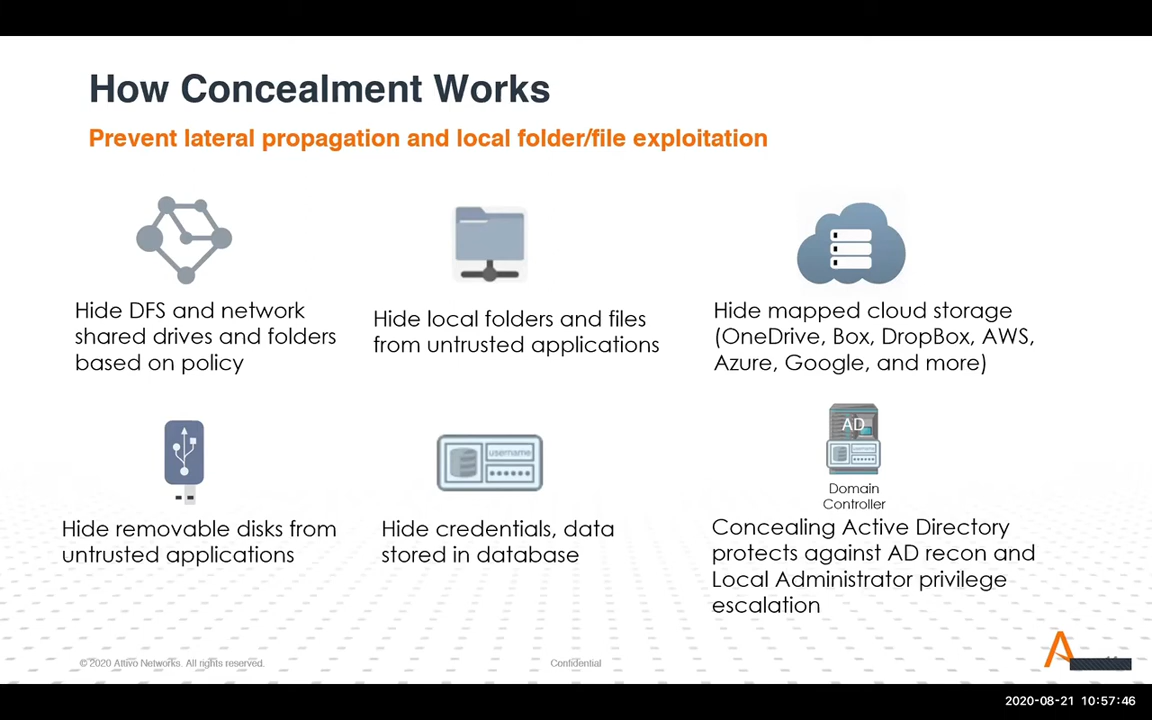 How Concealment Works
Prevent lateral propagation and local folder/file exploitation
Hide DFS and network
shared drives and folders
based on policy
Hide local folders and files
from untrusted applications
Hide mapped cloud storage
(OneDrive, Box, DropBox, AWS,
Azure, Google, and more)
Hide removable disks from
untrusted applications
username
Hide credentials, data
stored in database
AD
Domain
Controller
Concealing Active Directory
protects against AD recon and
Local Administrator privilege
escalation
© 2020 Attivo Networks. All rights reserved.
Confidential
2020-08-21 10:57:46